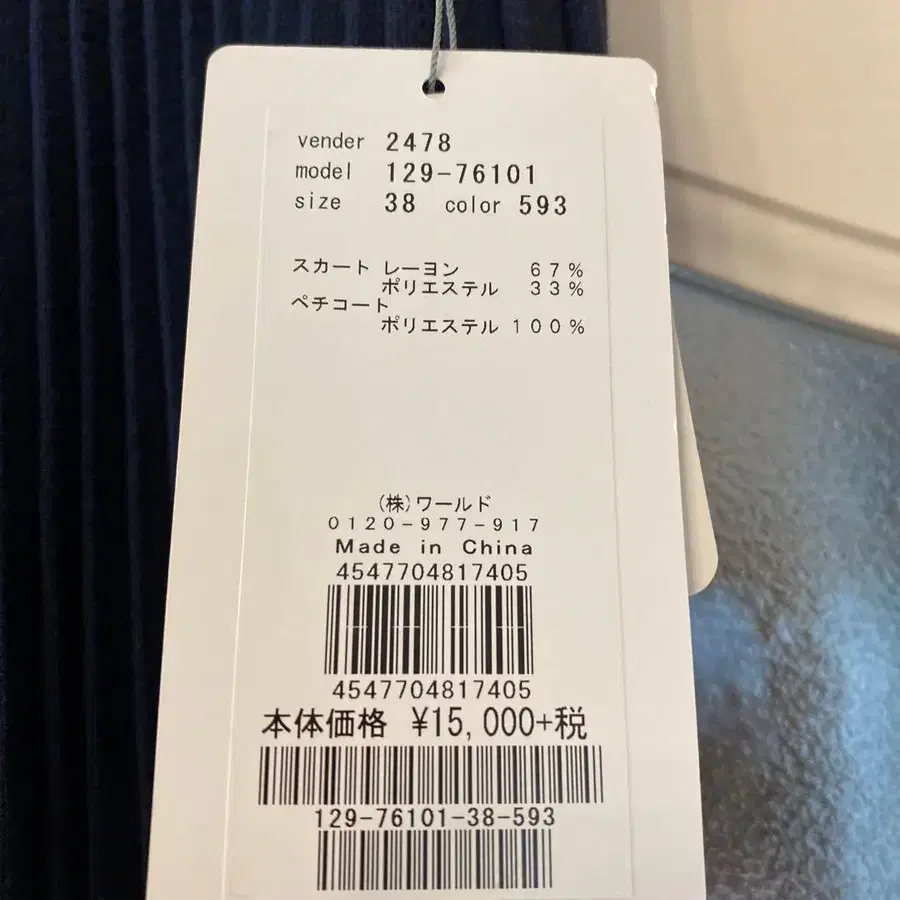 vender 2478
model 129-76101
size 38 color 593
スカート レーヨン 67%
ポリエステル 33%
ペチコート
ポリエステル 100%
(株)ワールド
0120-977-917
Made in China
4547704817405
4547704817405
本体価格 ¥15,000+税
129-76101-38-593